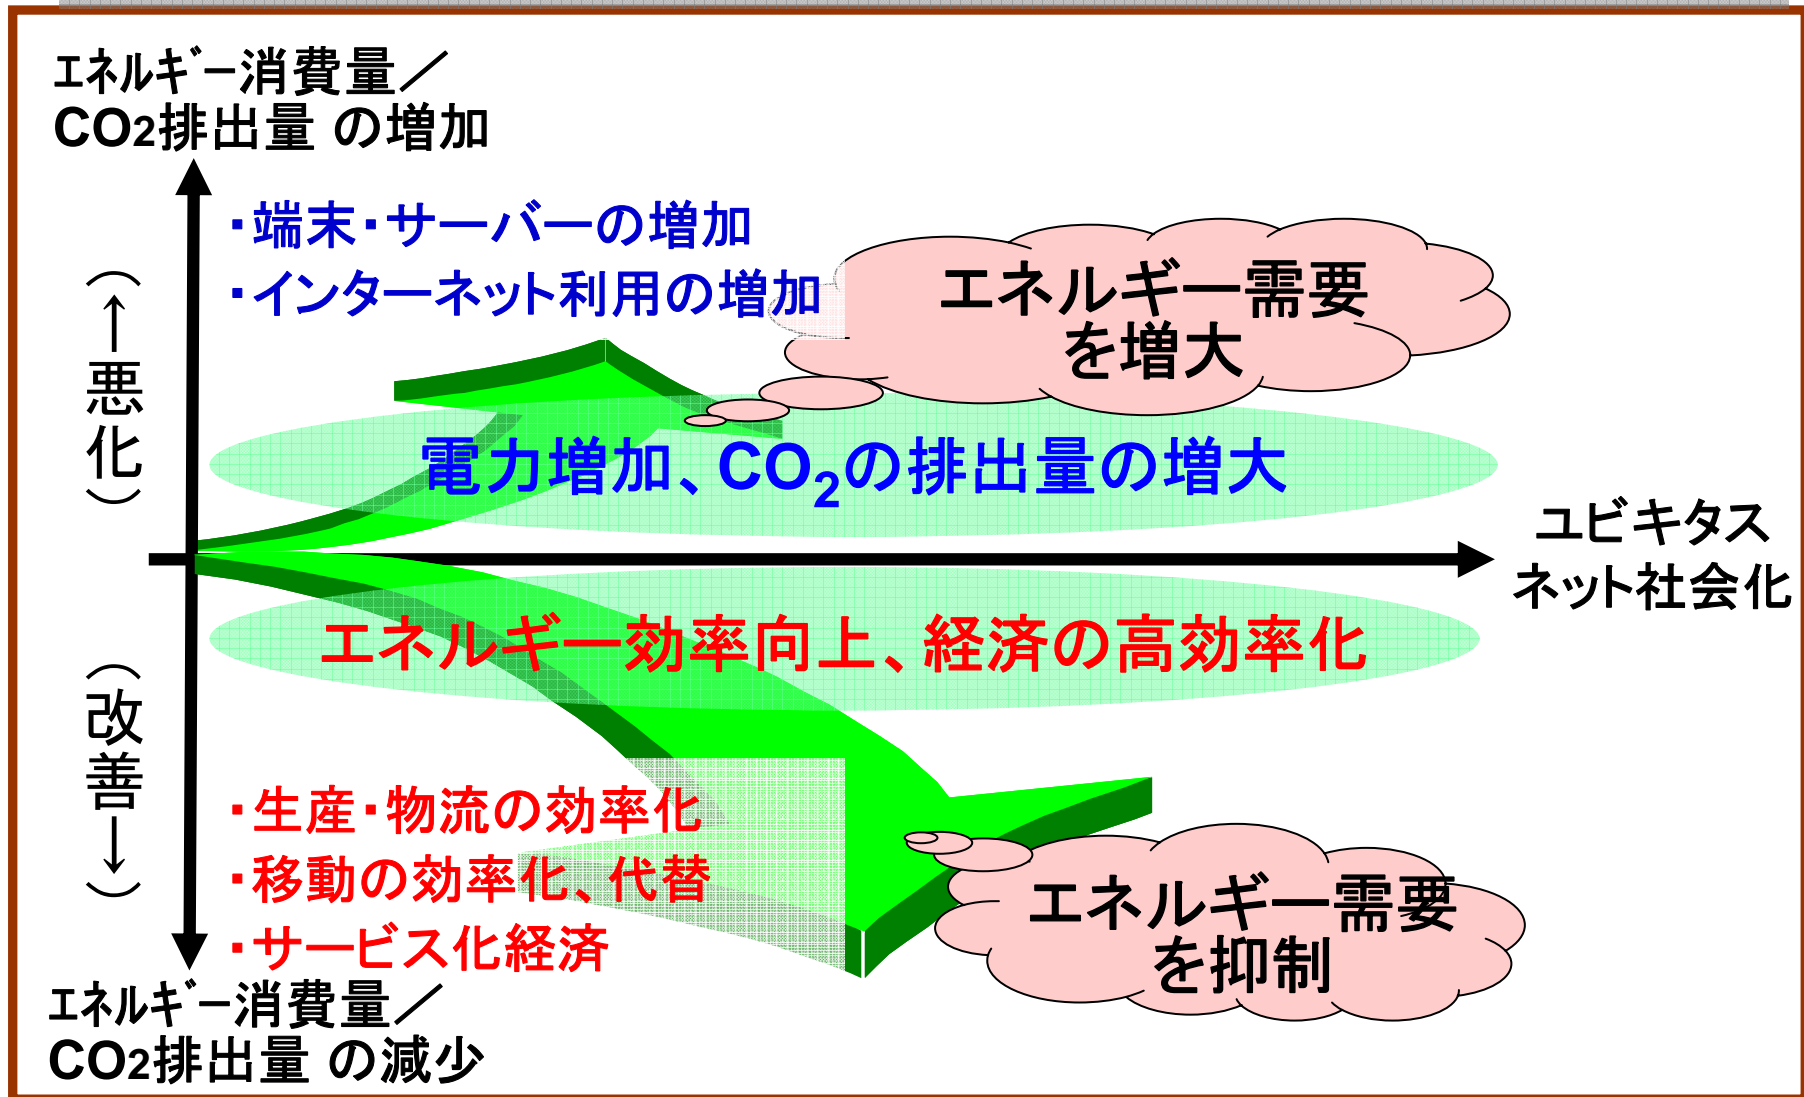 ｴﾈﾙｷﾞｰ消費量／
CO2排出量 の増加
・端末・サーバーの増加
・インターネット利用の増加
エネルギー需要
を増大
（←悪化）
電力増加、CO₂の排出量の増大
ユビキタス
ネット社会化
エネルギー効率向上、経済の高効率化
（改善→）
・生産・物流の効率化
・移動の効率化、代替
・サービス化経済
エネルギー需要
を抑制
ｴﾈﾙｷﾞｰ消費量／
CO2排出量 の減少